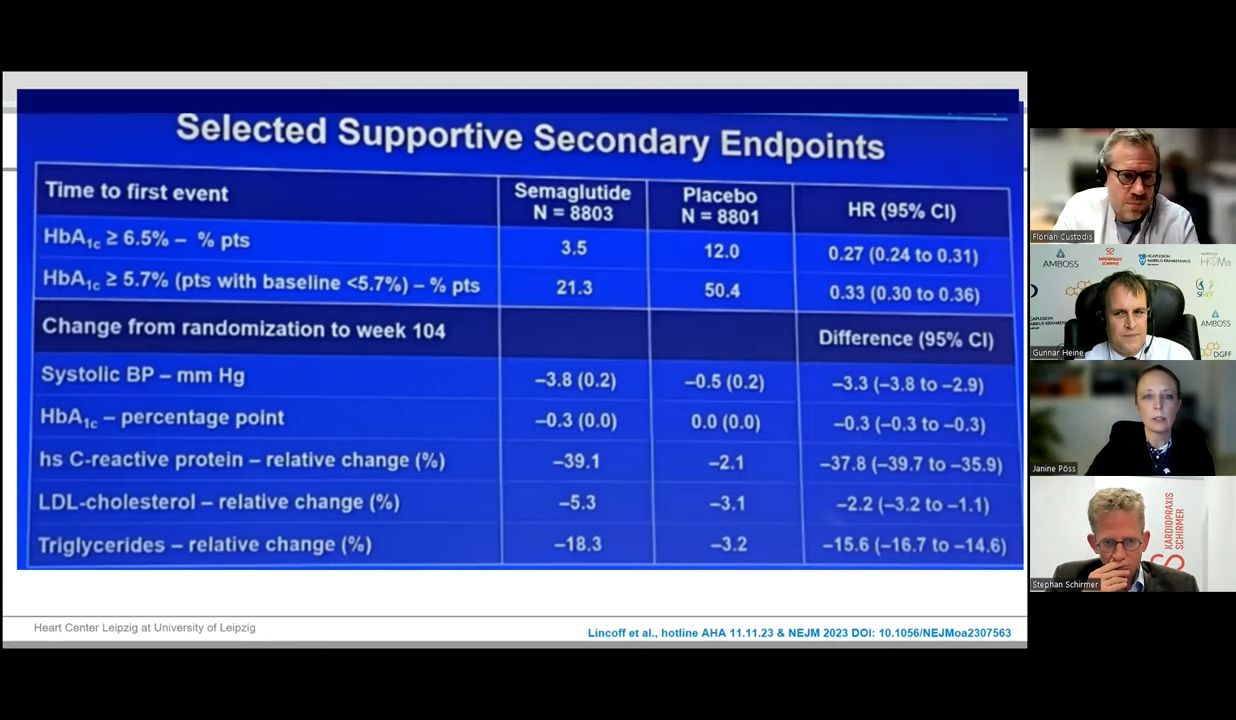 Selected Supportive Secondary Endpoints
Time to first event Semaglutide N = 8803 Placebo N = 8801 HR (95% CI)
HbA1c ≥ 6.5% – % pts 3.5 12.0 0.27 (0.24 to 0.31)
HbA1c ≥ 5.7% (pts with baseline <5.7%) – % pts 21.3 50.4 0.33 (0.30 to 0.36)
Change from randomization to week 104 Difference (95% CI)
Systolic BP – mm Hg –3.8 (0.2) –0.5 (0.2) –3.3 (–3.8 to –2.9)
HbA1c – percentage point –0.3 (0.0) 0.0 (0.0) –0.3 (–0.3 to –0.3)
hs C-reactive protein – relative change (%) –39.1 –2.1 –37.8 (–39.7 to –35.9)
LDL-cholesterol – relative change (%) –5.3 –3.1 –2.2 (–3.2 to –1.1)
Triglycerides – relative change (%) –18.3 –3.2 –15.6 (–16.7 to –14.6)
Heart Center Leipzig at University of Leipzig
Lincoff et al., hotline AHA 11.11.23 & NEJM 2023 DOI: 10.1056/NEJMoa2307563
Florian Custodis
AMBOSS
KARDIOPRAXIS SCHIRMER
AGAPLESION MARKUS KRANKENHAUS
AMBOSS
DGFF
Gunnar Heine
Janine Pöss
KARDIOPRAXIS
SCHIRMER
Stephan Schirmer